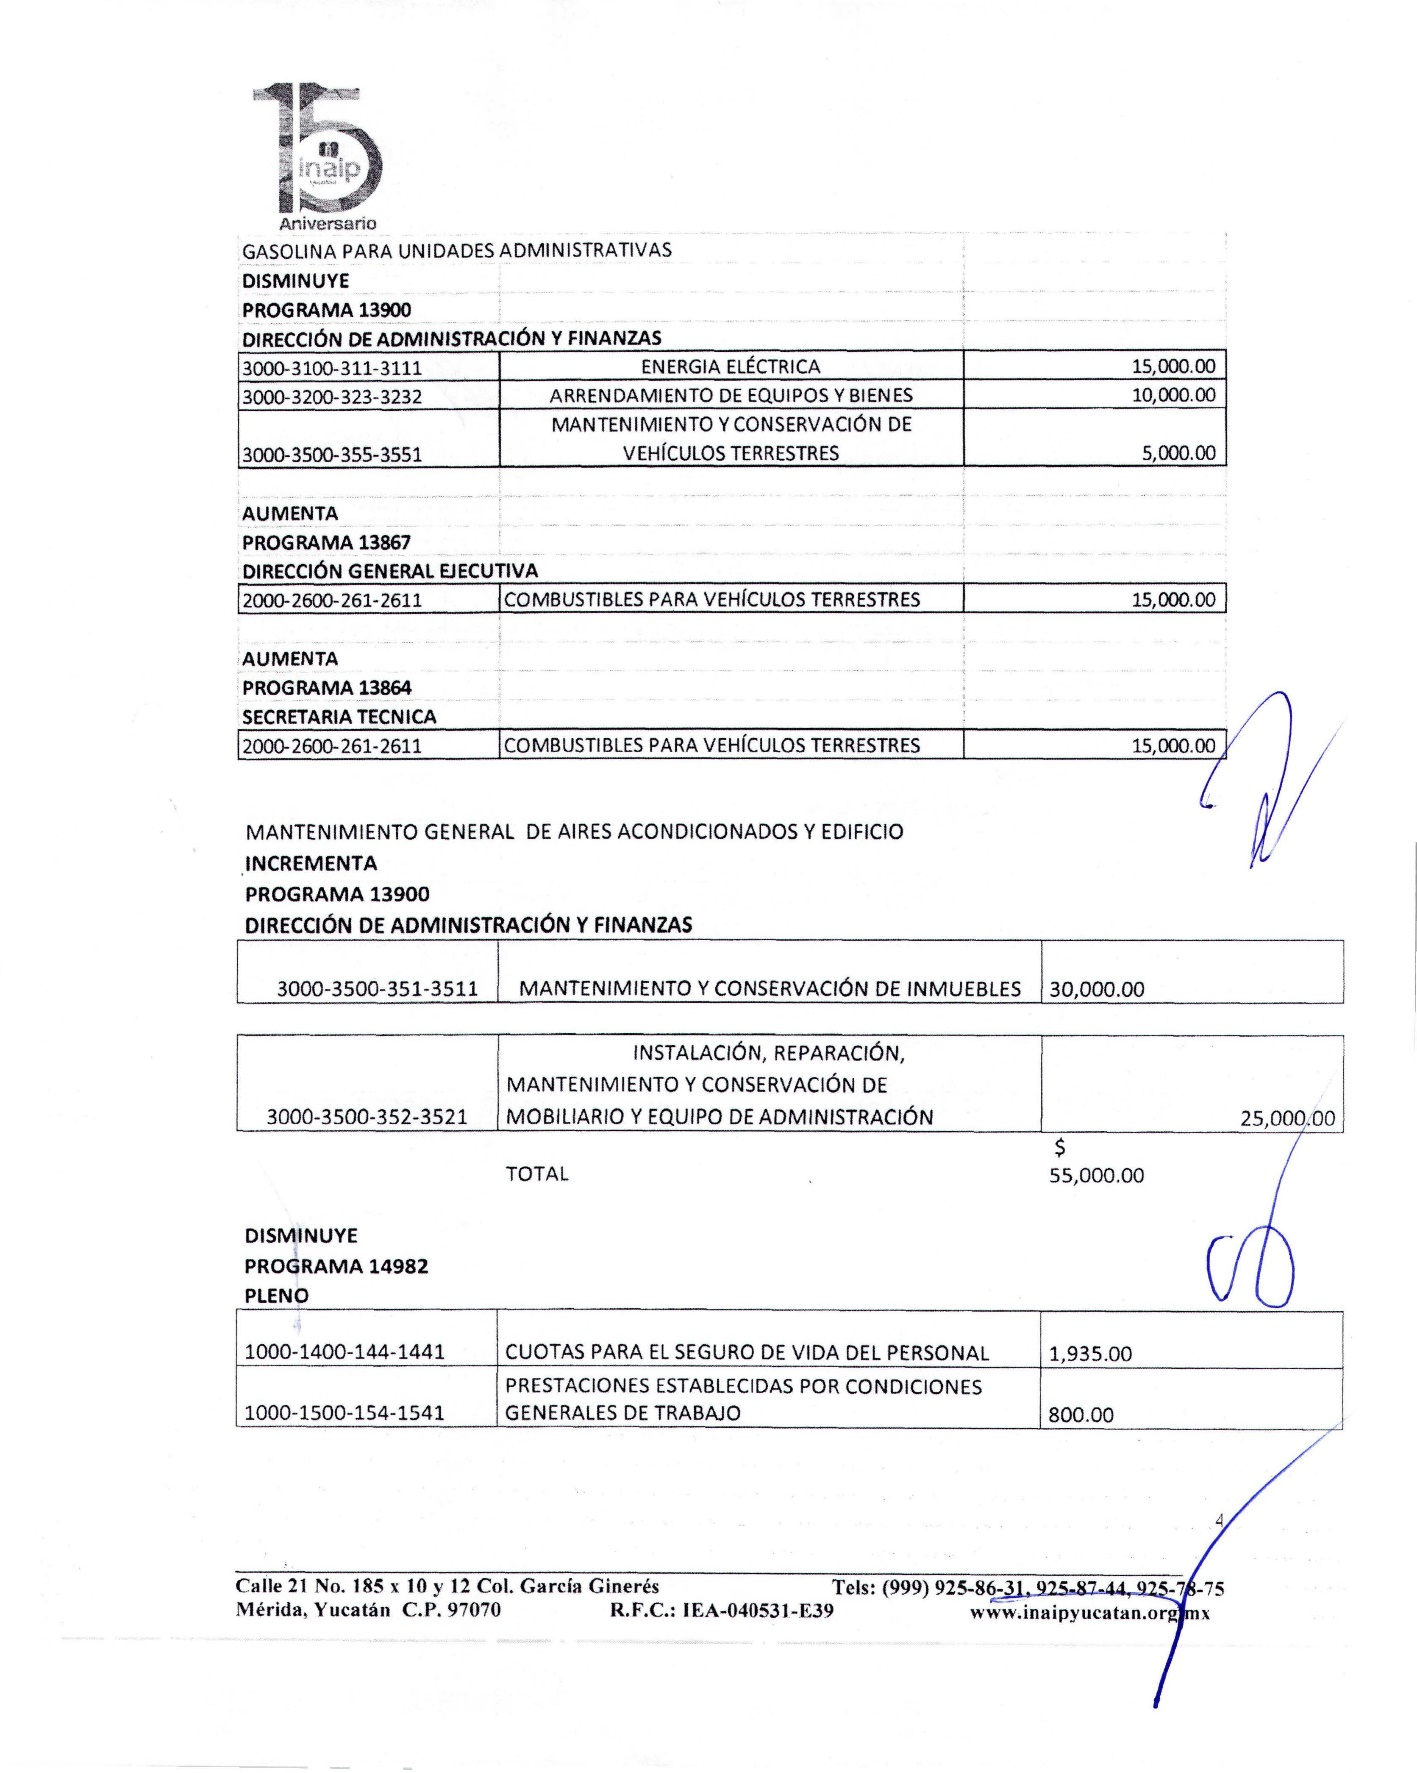 15
inaip
Aniversario
GASOLINA PARA UNIDADES ADMINISTRATIVAS
DISMINUYE
PROGRAMA 13900
DIRECCIÓN DE ADMINISTRACIÓN Y FINANZAS
3000-3100-311-3111 ENERGIA ELÉCTRICA 15,000.00
3000-3200-323-3232 ARRENDAMIENTO DE EQUIPOS Y BIENES 10,000.00
MANTENIMIENTO Y CONSERVACIÓN DE
3000-3500-355-3551 VEHÍCULOS TERRESTRES 5,000.00
AUMENTA
PROGRAMA 13867
DIRECCIÓN GENERAL EJECUTIVA
2000-2600-261-2611 COMBUSTIBLES PARA VEHÍCULOS TERRESTRES 15,000.00
AUMENTA
PROGRAMA 13864
SECRETARIA TECNICA
2000-2600-261-2611 COMBUSTIBLES PARA VEHÍCULOS TERRESTRES 15,000.00
MANTENIMIENTO GENERAL DE AIRES ACONDICIONADOS Y EDIFICIO
INCREMENTA
PROGRAMA 13900
DIRECCIÓN DE ADMINISTRACIÓN Y FINANZAS
3000-3500-351-3511 MANTENIMIENTO Y CONSERVACIÓN DE INMUEBLES 30,000.00
INSTALACIÓN, REPARACIÓN,
MANTENIMIENTO Y CONSERVACIÓN DE
3000-3500-352-3521 MOBILIARIO Y EQUIPO DE ADMINISTRACIÓN 25,000.00
$
TOTAL 55,000.00
DISMINUYE
PROGRAMA 14982
PLENO
1000-1400-144-1441 CUOTAS PARA EL SEGURO DE VIDA DEL PERSONAL 1,935.00
PRESTACIONES ESTABLECIDAS POR CONDICIONES
1000-1500-154-1541 GENERALES DE TRABAJO 800.00
4
Calle 21 No. 185 x 10 y 12 Col. García Ginerés Tels: (999) 925-86-31, 925-87-44, 925-78-75
Mérida, Yucatán C.P. 97070 R.F.C.: IEA-040531-E39 www.inaipyucatan.org.mx